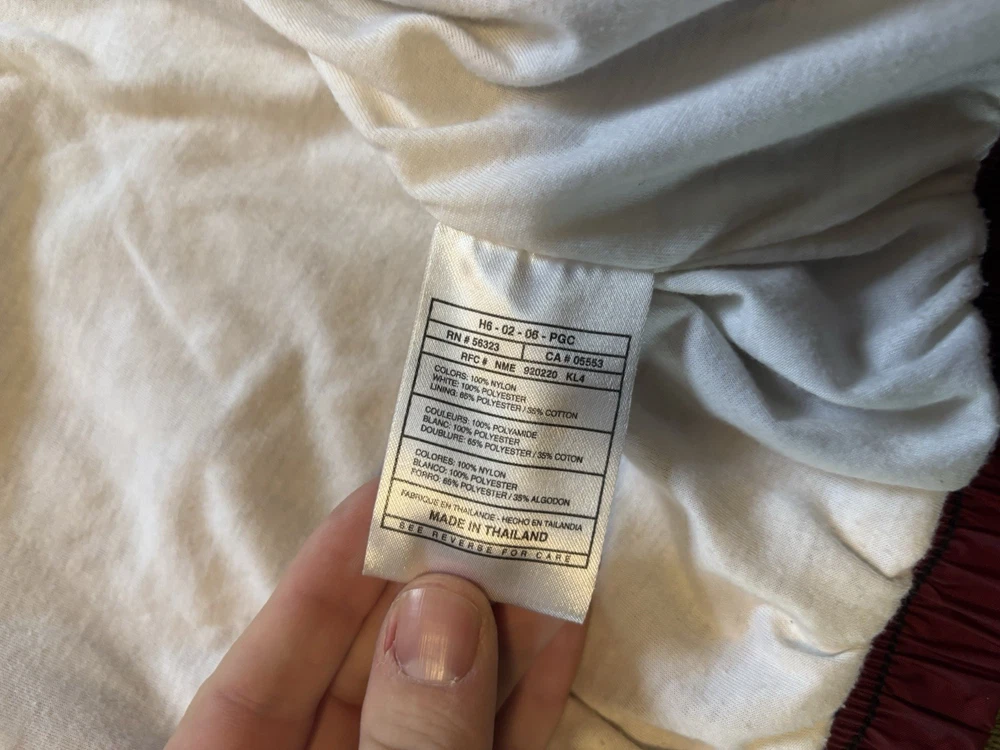 H6 - 02 - 06 - PGC
RN # 56323 CA # 05553
RFC # NME 920220 KL4
COLORS: 100% NYLON
WHITE: 100% POLYESTER
LINING: 65% POLYESTER / 35% COTTON
COULEURS: 100% POLYAMIDE
BLANC: 100% POLYESTER
DOUBLURE: 65% POLYESTER / 35% COTON
COLORES: 100% NYLON
BLANCO: 100% POLYESTER
FORRO: 65% POLYESTER / 35% ALGODON
FABRIQUE EN THAILANDE - HECHO EN TAILANDIA
MADE IN THAILAND
SEE REVERSE FOR CARE